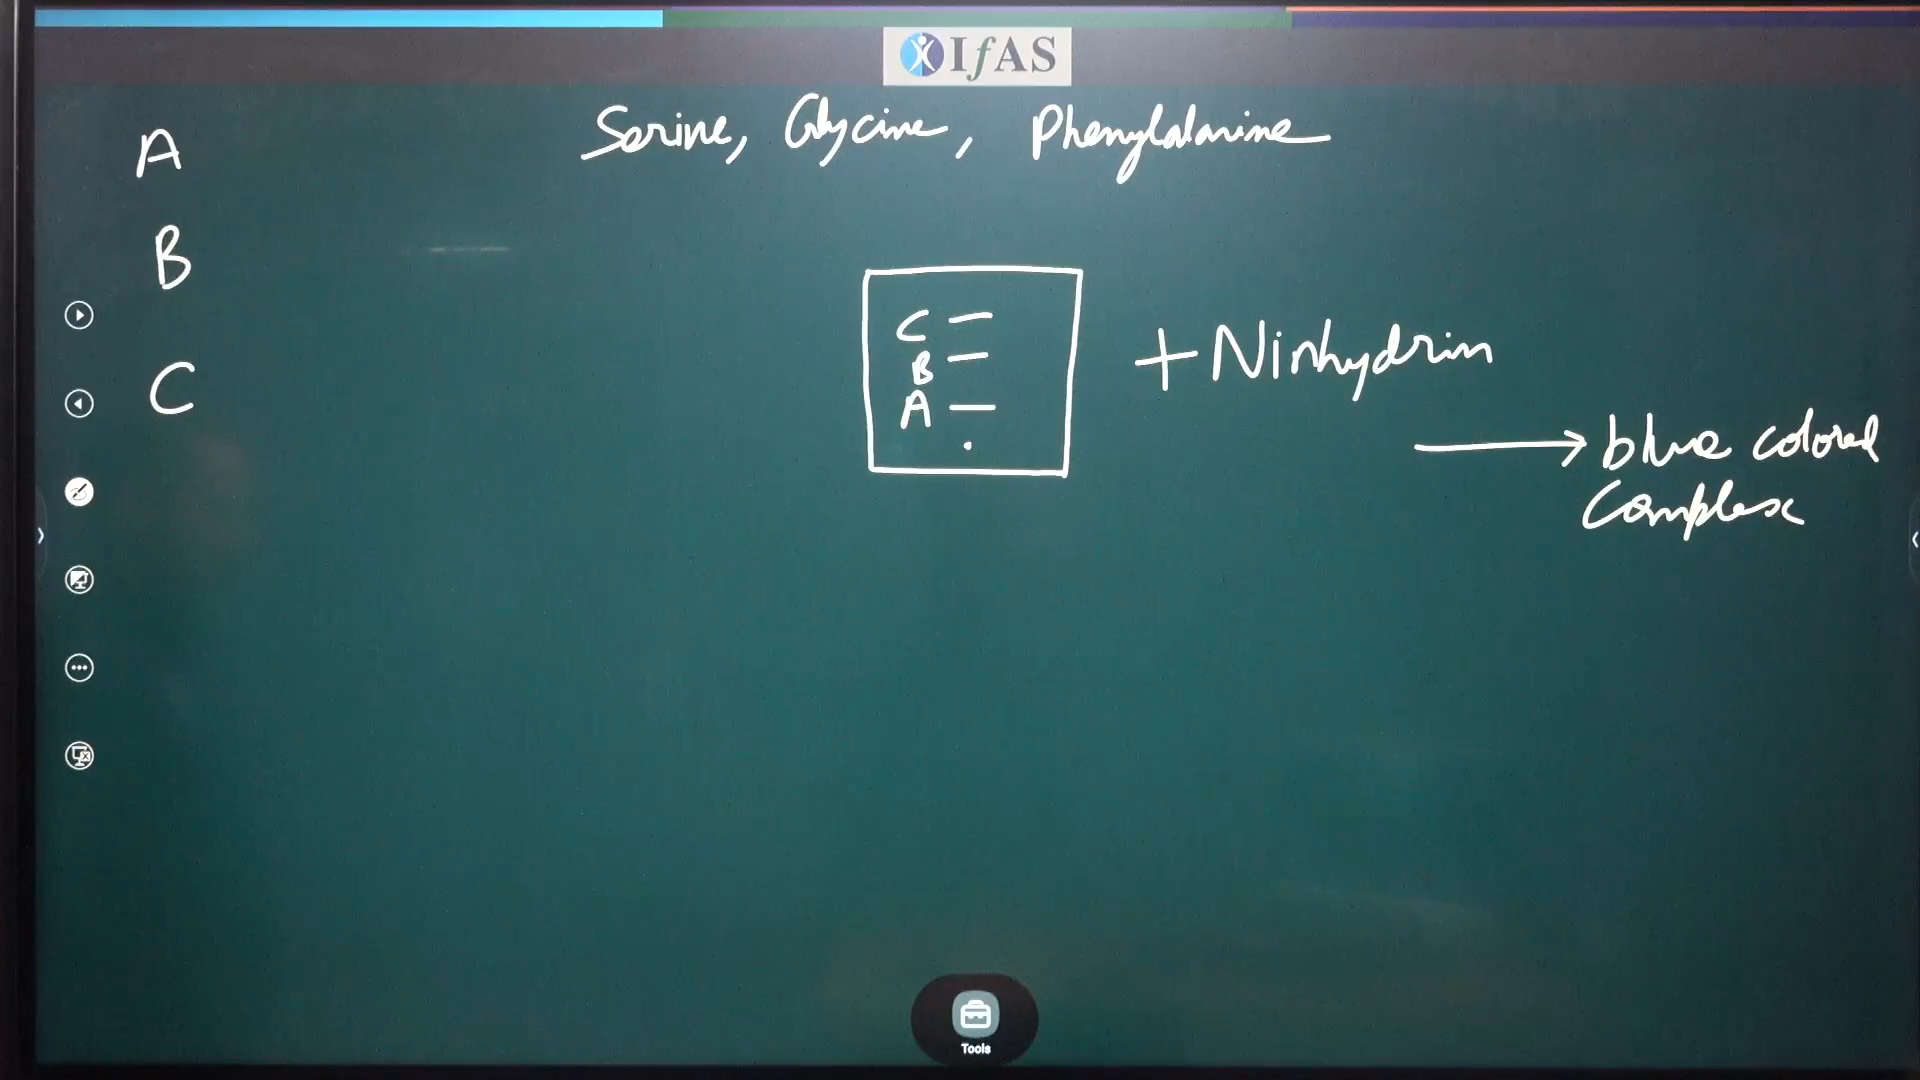 IfAS
Serine, Glycine, Phenylalanine
A
B
C
C
B
A
+ Ninhydrin
→ blue colored
Complex
Tools